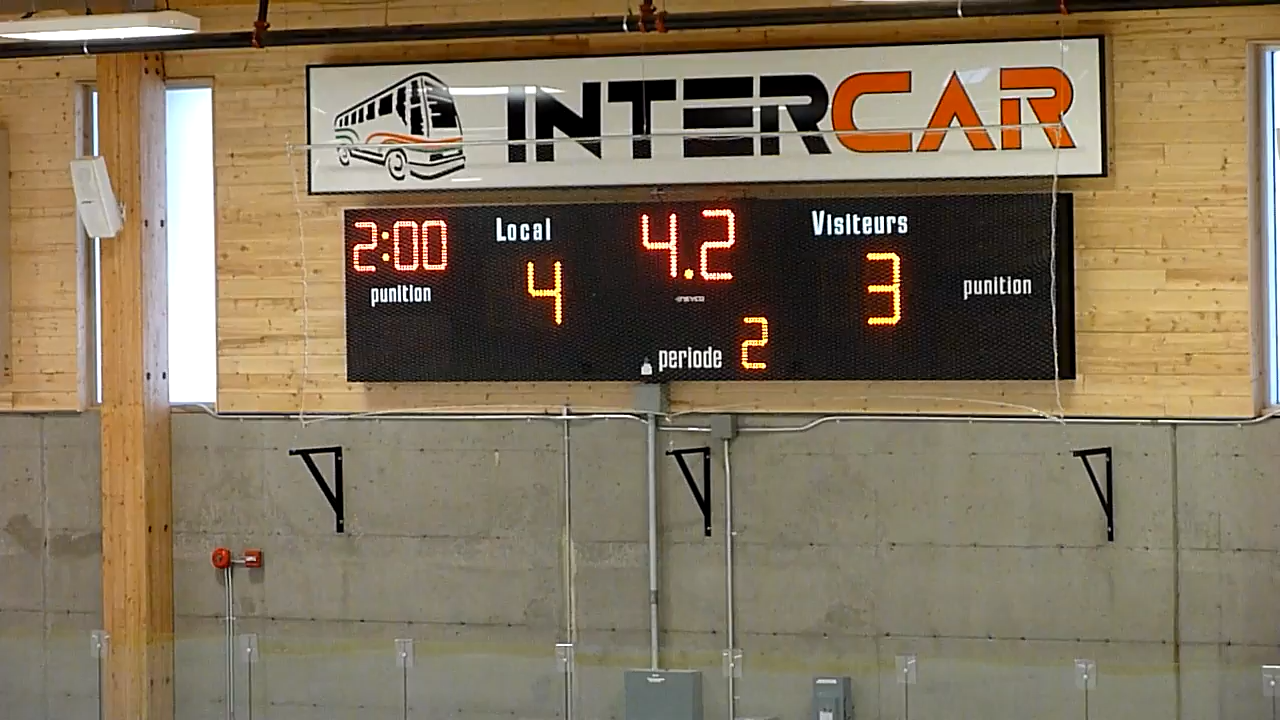 INTERCAR
2:00 Local 4.2 Visiteurs
punition 4 3 punition
periode 2